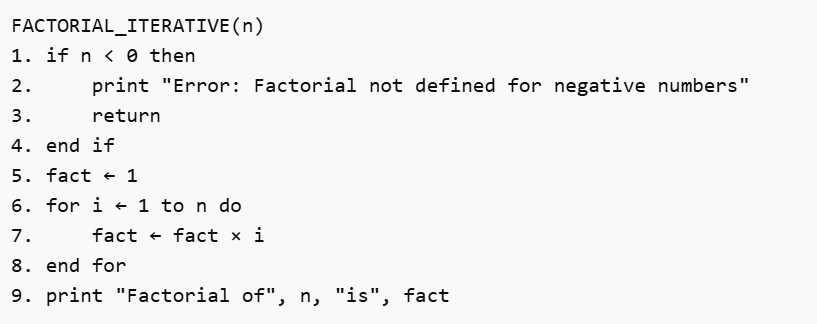 FACTORIAL_ITERATIVE(n)
1. if n < 0 then
2.     print "Error: Factorial not defined for negative numbers"
3.     return
4. end if
5. fact ← 1
6. for i ← 1 to n do
7.     fact ← fact × i
8. end for
9. print "Factorial of", n, "is", fact